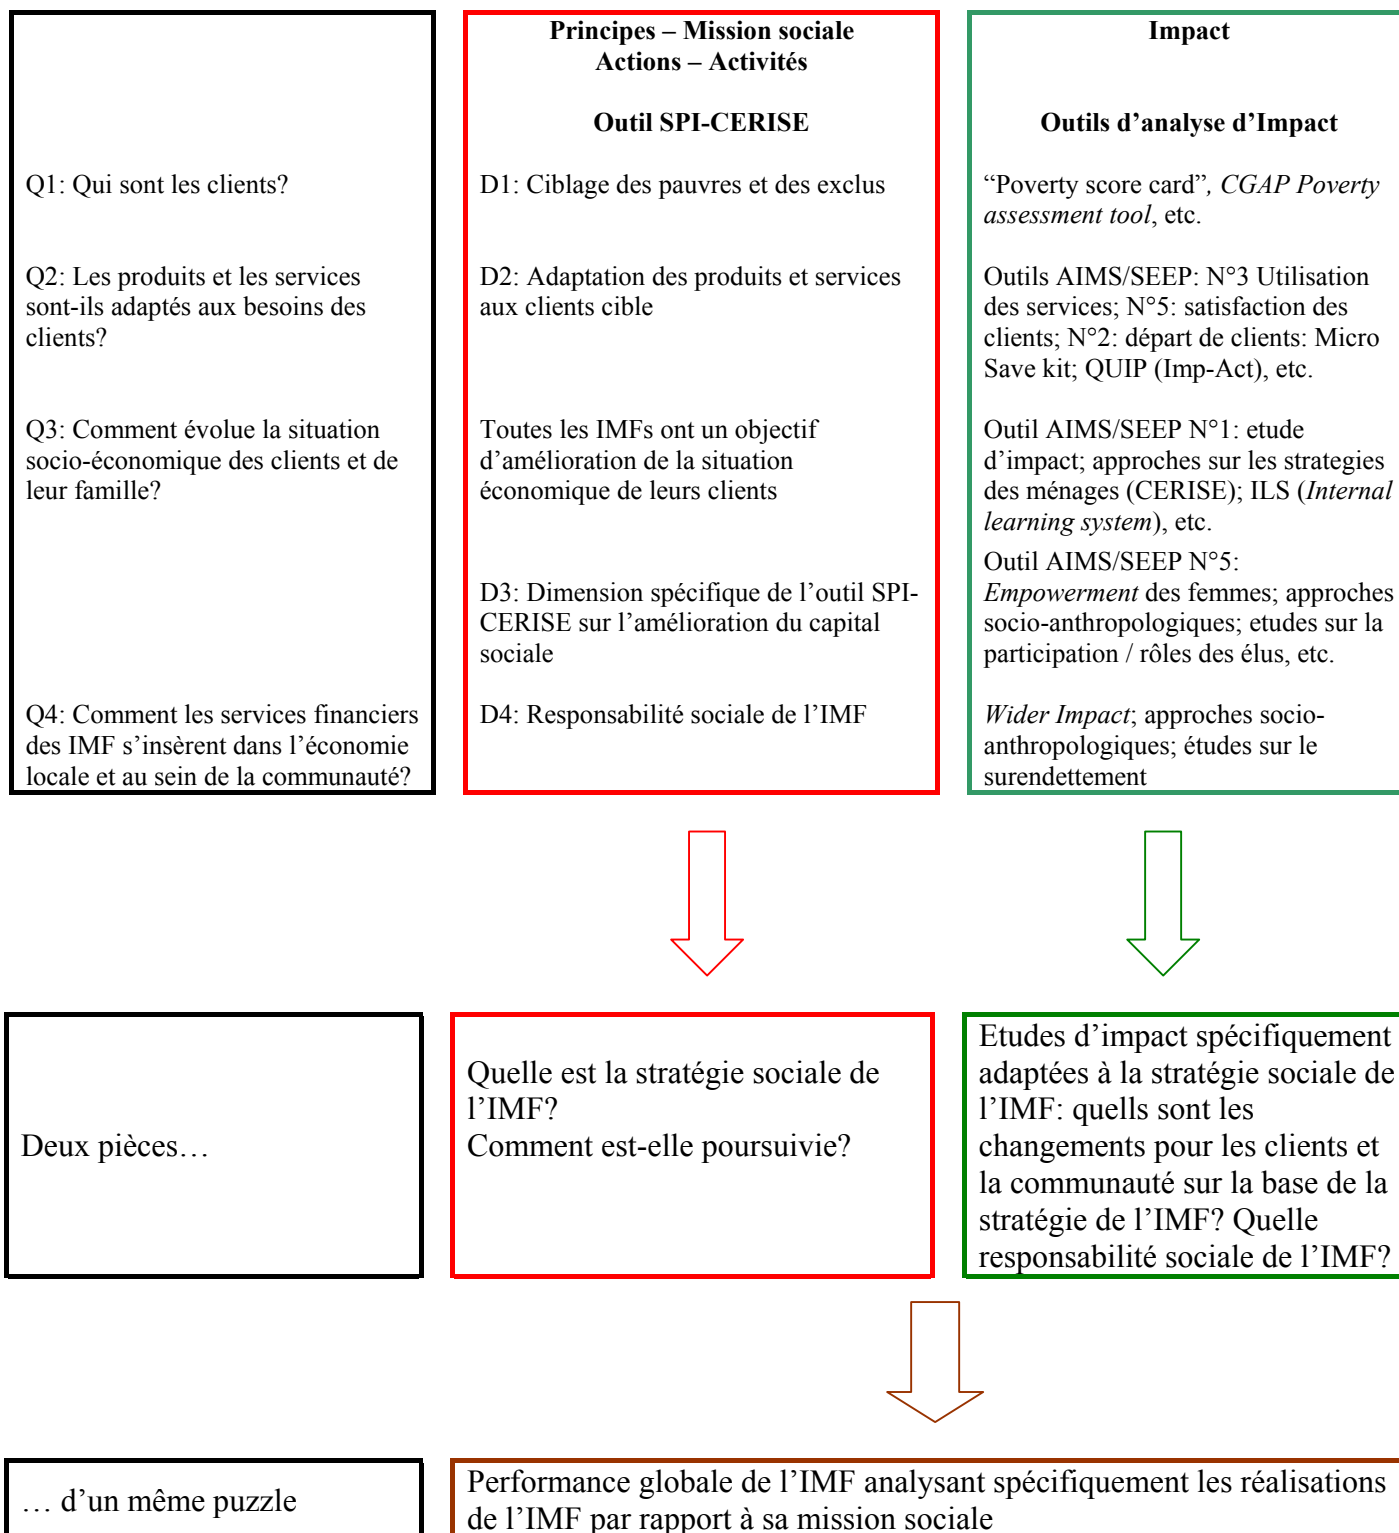 Principes – Mission sociale
Actions – Activités
Outil SPI-CERISE
Impact
Outils d’analyse d’Impact
Q1: Qui sont les clients?
D1: Ciblage des pauvres et des exclus
“Poverty score card”, CGAP Poverty
assessment tool, etc.
Q2: Les produits et les services
sont-ils adaptés aux besoins des
clients?
D2: Adaptation des produits et services
aux clients cible
Outils AIMS/SEEP: N°3 Utilisation
des services; N°5: satisfaction des
clients; N°2: départ de clients: Micro
Save kit; QUIP (Imp-Act), etc.
Q3: Comment évolue la situation
socio-économique des clients et de
leur famille?
Toutes les IMFs ont un objectif
d’amélioration de la situation
économique de leurs clients
Outil AIMS/SEEP N°1: etude
d’impact; approches sur les strategies
des ménages (CERISE); ILS (Internal
learning system), etc.
D3: Dimension spécifique de l’outil SPI-
CERISE sur l’amélioration du capital
sociale
Outil AIMS/SEEP N°5:
Empowerment des femmes; approches
socio-anthropologiques; etudes sur la
participation / rôles des élus, etc.
Q4: Comment les services financiers
des IMF s’insèrent dans l’économie
locale et au sein de la communauté?
D4: Responsabilité sociale de l’IMF
Wider Impact; approches socio-
anthropologiques; études sur le
surendettement
Deux pièces…
Quelle est la stratégie sociale de
l’IMF?
Comment est-elle poursuivie?
Etudes d’impact spécifiquement
adaptées à la stratégie sociale de
l’IMF: quells sont les
changements pour les clients et
la communauté sur la base de la
stratégie de l’IMF? Quelle
responsabilité sociale de l’IMF?
… d’un même puzzle
Performance globale de l’IMF analysant spécifiquement les réalisations
de l’IMF par rapport à sa mission sociale